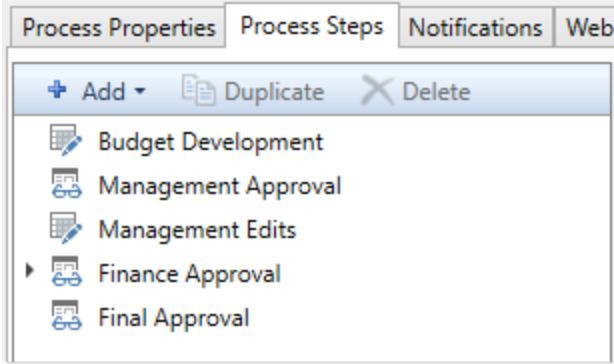 Process Properties Process Steps Notifications Web
Add Duplicate Delete
Budget Development
Management Approval
Management Edits
Finance Approval
Final Approval